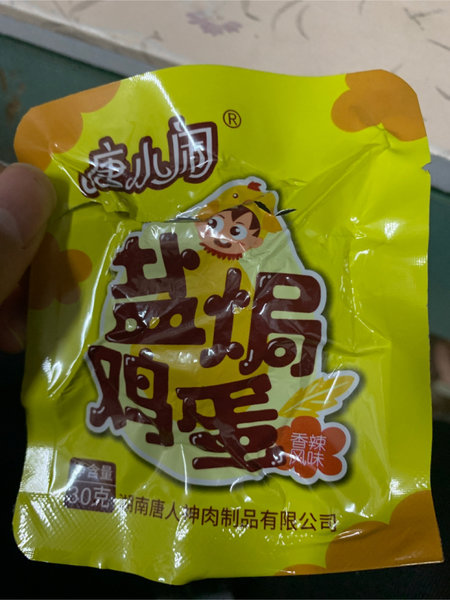 唐小闹®
盐焗
鸡蛋
香辣
风味
净含量
30克
湖南唐人神肉制品有限公司